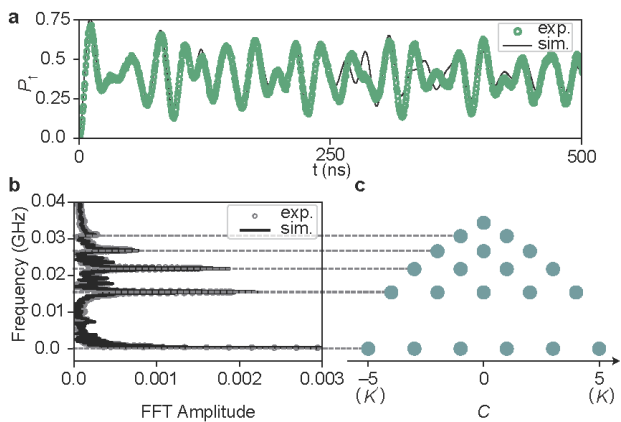 a
0.75
0.5
0.25
0.0
P↑
exp.
sim.
0
250
500
t (ns)
b
c
0.04
0.03
0.02
0.01
0.0
Frequency (GHz)
exp.
sim.
0.0
0.001
0.002
0.003
FFT Amplitude
−5
0
5
(K′)
(K)
C